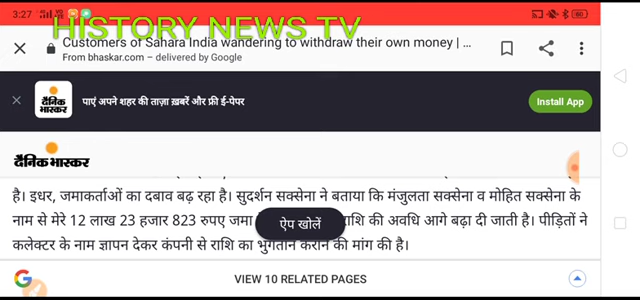 3:27
HISTORY NEWS TV
Customers of Sahara India wandering to withdraw their own money | ...
From bhaskar.com – delivered by Google
दैनिक
भास्कर
पाएं अपने शहर की ताज़ा ख़बरें और फ्री ई-पेपर
Install App
दैनिक भास्कर
है। इधर, जमाकर्ताओं का दबाव बढ़ रहा है। सुदर्शन सक्सेना ने बताया कि मंजुलता सक्सेना व मोहित सक्सेना के
नाम से मेरे 12 लाख 23 हजार 823 रुपए जमा राशि की अवधि आगे बढ़ा दी जाती है। पीड़ितों ने
ऐप खोलें
कलेक्टर के नाम ज्ञापन देकर कंपनी से राशि का भुगतान कराने की मांग की है।
VIEW 10 RELATED PAGES